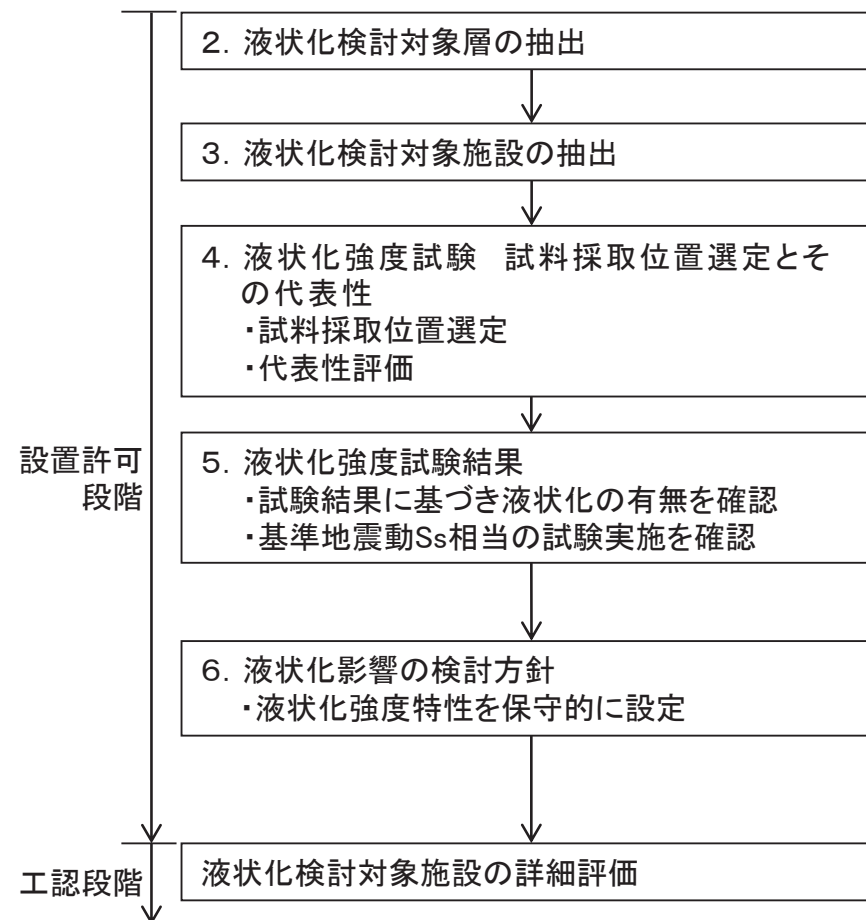 2．液状化検討対象層の抽出
3．液状化検討対象施設の抽出
4．液状化強度試験　試料採取位置選定とそ
の代表性
・試料採取位置選定
・代表性評価
設置許可
段階
5．液状化強度試験結果
・試験結果に基づき液状化の有無を確認
・基準地震動Ss相当の試験実施を確認
6．液状化影響の検討方針
・液状化強度特性を保守的に設定
工認段階
液状化検討対象施設の詳細評価